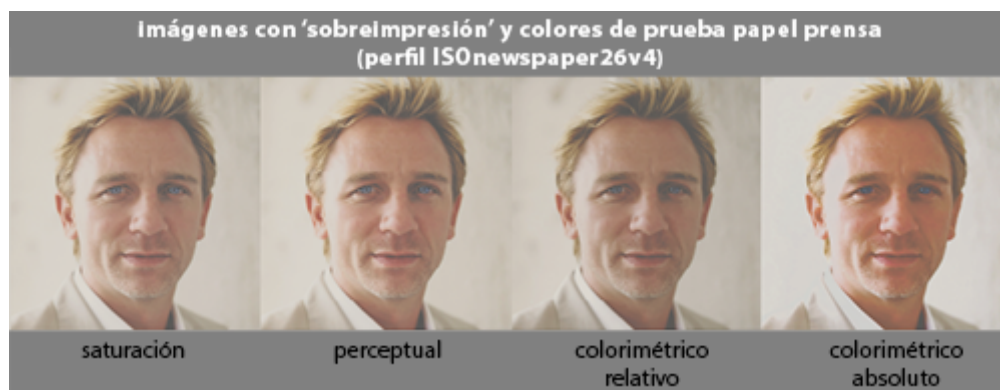 imágenes con ‘sobreimpresión’ y colores de prueba papel prensa
(perfil ISOnewspaper26v4)
saturación
perceptual
colorimétrico
relativo
colorimétrico
absoluto